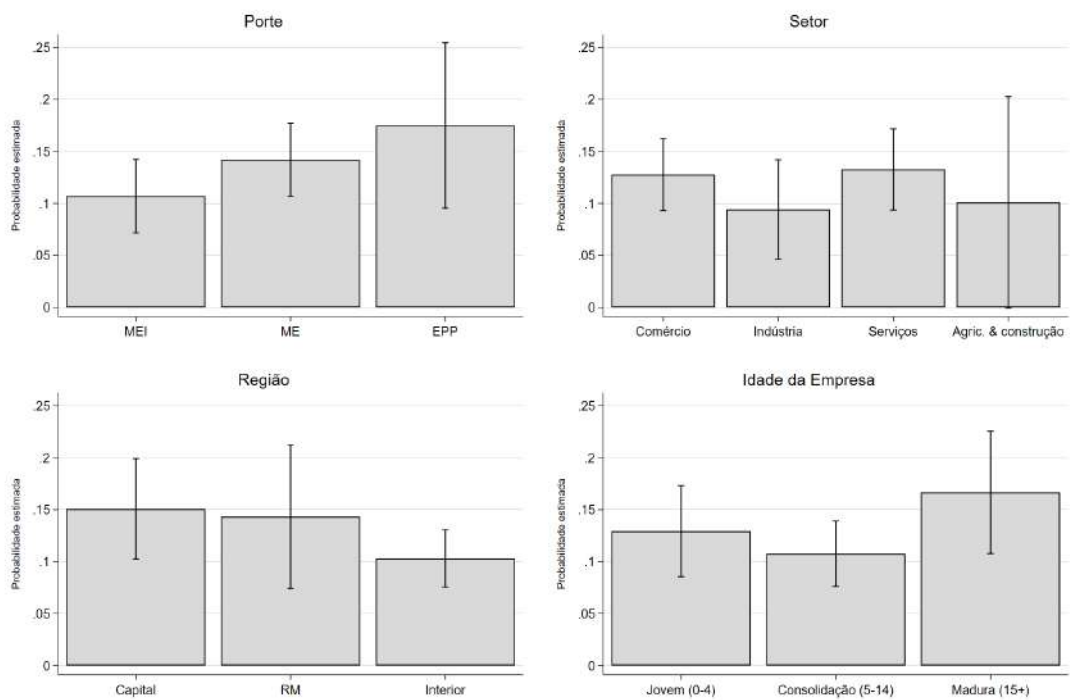 Porte
Probabilidade estimada
.25
.2
.15
.1
.05
0
MEI ME EPP
Setor
Probabilidade estimada
.25
.2
.15
.1
.05
0
Comércio Indústria Serviços Agric. & construção
Região
Probabilidade estimada
.25
.2
.15
.1
.05
0
Capital RM Interior
Idade da Empresa
Probabilidade estimada
.25
.2
.15
.1
.05
0
Jovem (0-4) Consolidação (5-14) Madura (15+)